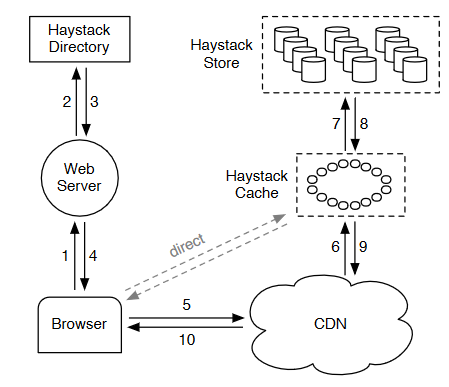 Haystack
Directory
Haystack
Store
2
3
7
8
Web
Server
Haystack
Cache
direct
1
4
6
9
Browser
5
10
CDN